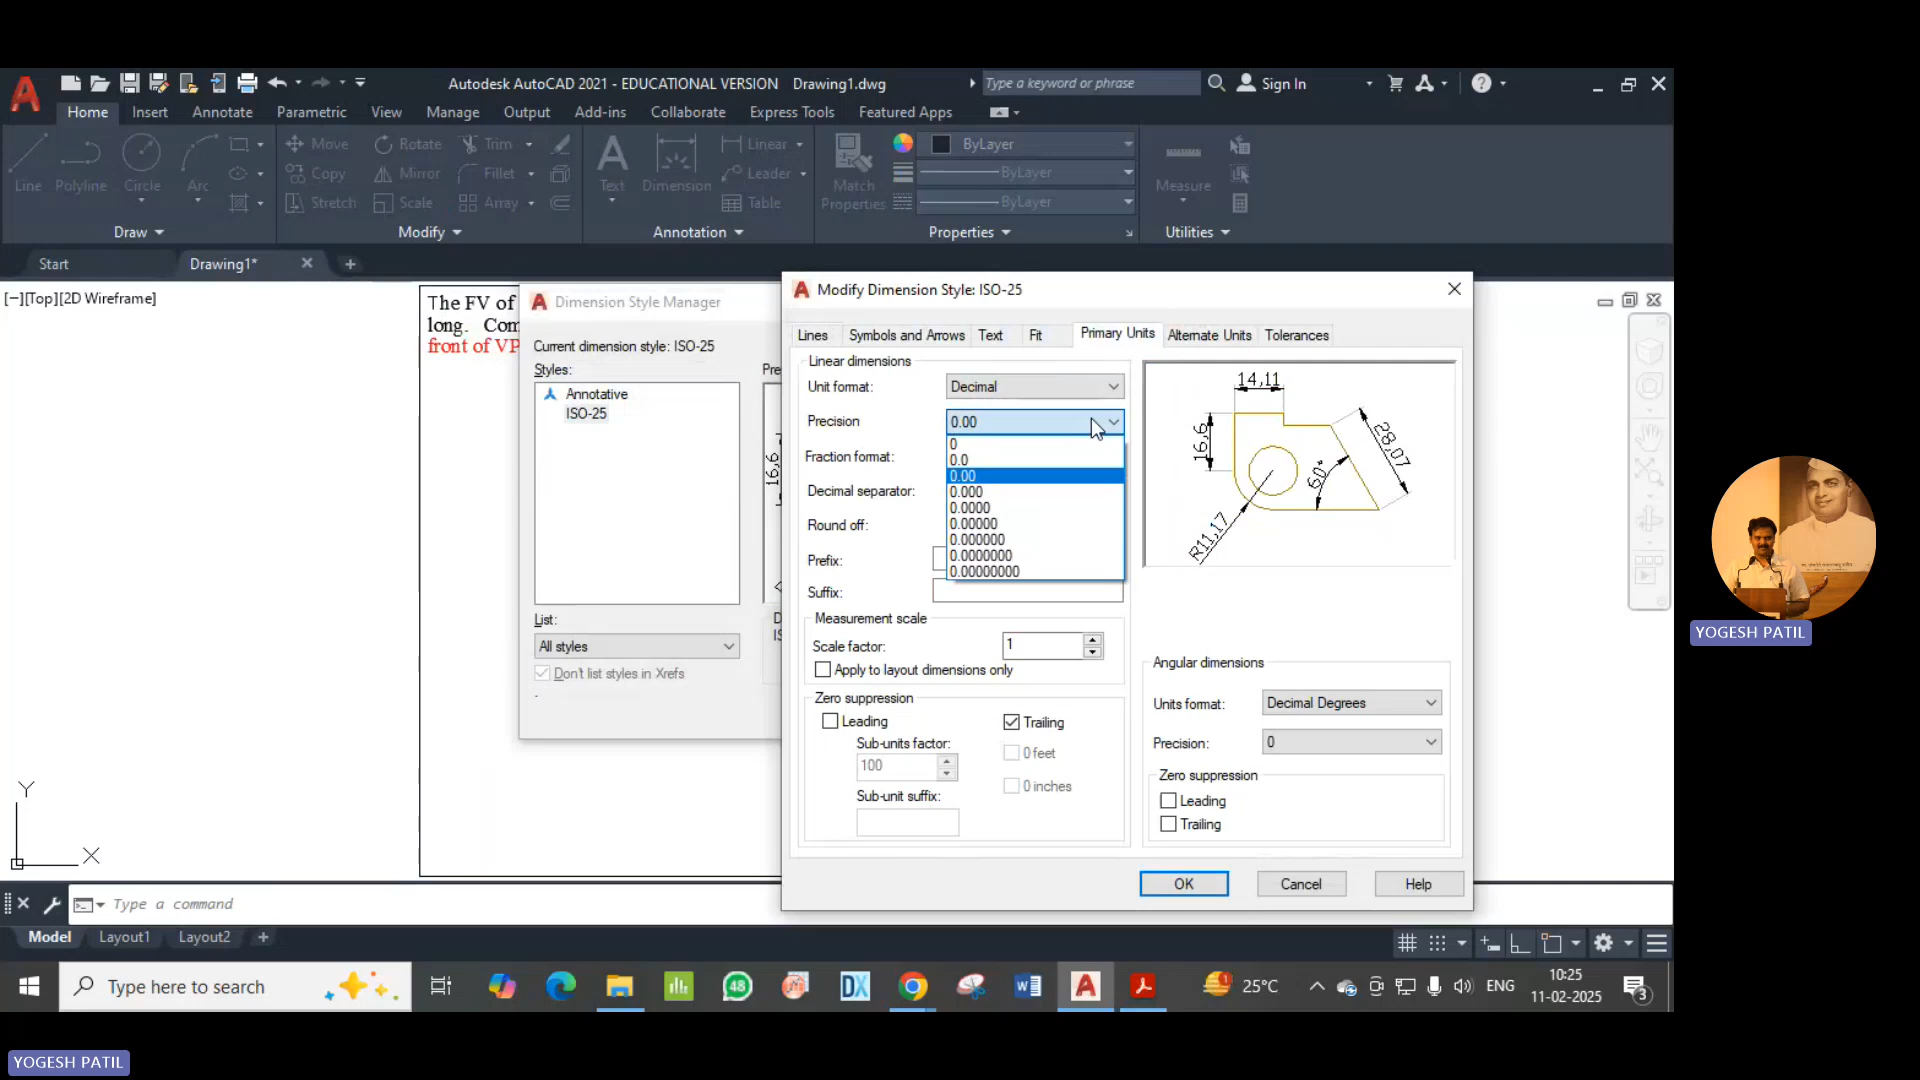 Autodesk AutoCAD 2021 - EDUCATIONAL VERSION Drawing1.dwg
Type a keyword or phrase
Sign In
Home Insert Annotate Parametric View Manage Output Add-ins Collaborate Express Tools Featured Apps
Line Polyline Circle Arc
Move Rotate Trim
Copy Mirror Fillet
Stretch Scale Array
Text Dimension
Linear
Leader
Table
Match
Properties
ByLayer
ByLayer
ByLayer
Measure
Draw Modify Annotation Properties Utilities
Start Drawing1*
[−][Top][2D Wireframe]
The FV of
long. Com
front of VP
Dimension Style Manager
Current dimension style: ISO-25
Styles:
Pre
Annotative
ISO-25
16,6
List:
D
IS
All styles
Don't list styles in Xrefs
Modify Dimension Style: ISO-25
Lines Symbols and Arrows Text Fit Primary Units Alternate Units Tolerances
Linear dimensions
Unit format: Decimal
Precision 0.00
0
0.0
0.00
0.000
0.0000
0.00000
0.000000
0.0000000
0.00000000
Fraction format:
Decimal separator:
Round off:
Prefix:
Suffix:
Measurement scale
Scale factor: 1
Apply to layout dimensions only
Zero suppression
Leading Trailing
Sub-units factor:
100
0 feet
Sub-unit suffix:
0 inches
14,11
16,6
28,07
60°
R11,17
Angular dimensions
Units format: Decimal Degrees
Precision: 0
Zero suppression
Leading
Trailing
OK Cancel Help
Y
X
Type a command
Model Layout1 Layout2
Type here to search
48
DX
1
25°C
ENG
10:25
11-02-2025
3
YOGESH PATIL
YOGESH PATIL